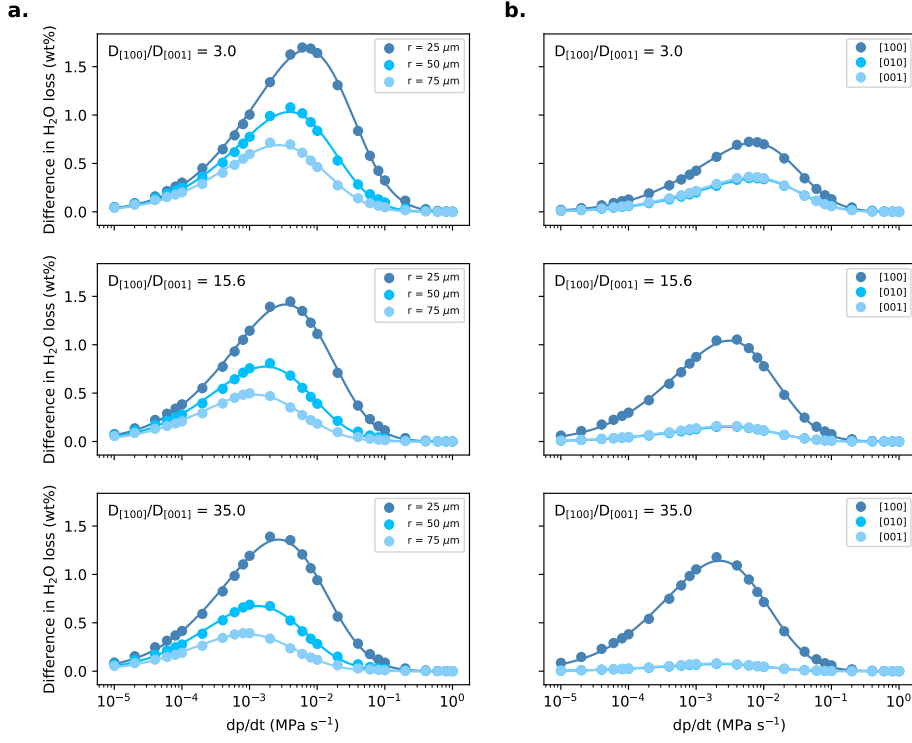 a.
D[100]/D[001] = 3.0
r = 25 μm
r = 50 μm
r = 75 μm
Difference in H₂O loss (wt%)
1.5
1.0
0.5
0.0
D[100]/D[001] = 15.6
r = 25 μm
r = 50 μm
r = 75 μm
Difference in H₂O loss (wt%)
1.5
1.0
0.5
0.0
D[100]/D[001] = 35.0
r = 25 μm
r = 50 μm
r = 75 μm
Difference in H₂O loss (wt%)
1.5
1.0
0.5
0.0
10⁻⁵ 10⁻⁴ 10⁻³ 10⁻² 10⁻¹ 10⁰
dp/dt (MPa s⁻¹)
b.
D[100]/D[001] = 3.0
[100]
[010]
[001]
D[100]/D[001] = 15.6
[100]
[010]
[001]
D[100]/D[001] = 35.0
[100]
[010]
[001]
10⁻⁵ 10⁻⁴ 10⁻³ 10⁻² 10⁻¹ 10⁰
dp/dt (MPa s⁻¹)